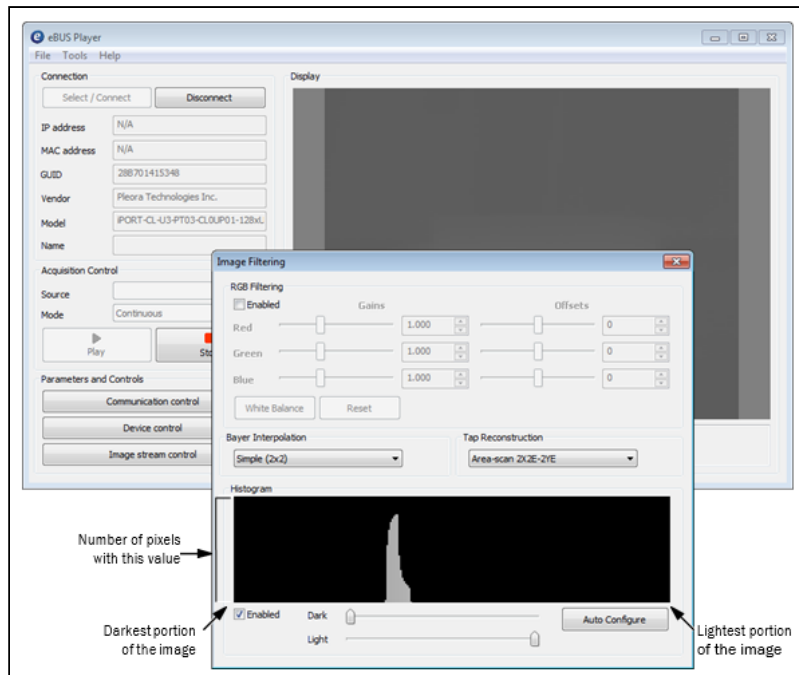 eBUS Player
File Tools Help
Connection
Select / Connect
Disconnect
IP address
N/A
MAC address
N/A
GUID
28B701415348
Vendor
Pleora Technologies Inc.
Model
iPORT-CL-U3-PT03-CL0UP01-128xL
Name
Acquisition Control
Source
Mode
Continuous
Play
Parameters and Controls
Communication control
Device control
Image stream control
Display
Image Filtering
RGB Filtering
Enabled
Gains
Offsets
Red
1.000
0
Green
1.000
0
Blue
1.000
0
White Balance
Reset
Bayer Interpolation
Simple (2x2)
Tap Reconstruction
Area-scan 2X2E-2YE
Histogram
Enabled
Dark
Light
Auto Configure
Number of pixels
with this value
Darkest portion
of the image
Lightest portion
of the image